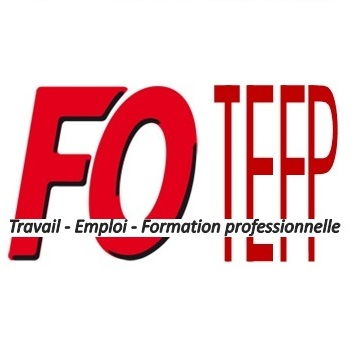 FO TEFP
Travail - Emploi - Formation professionnelle